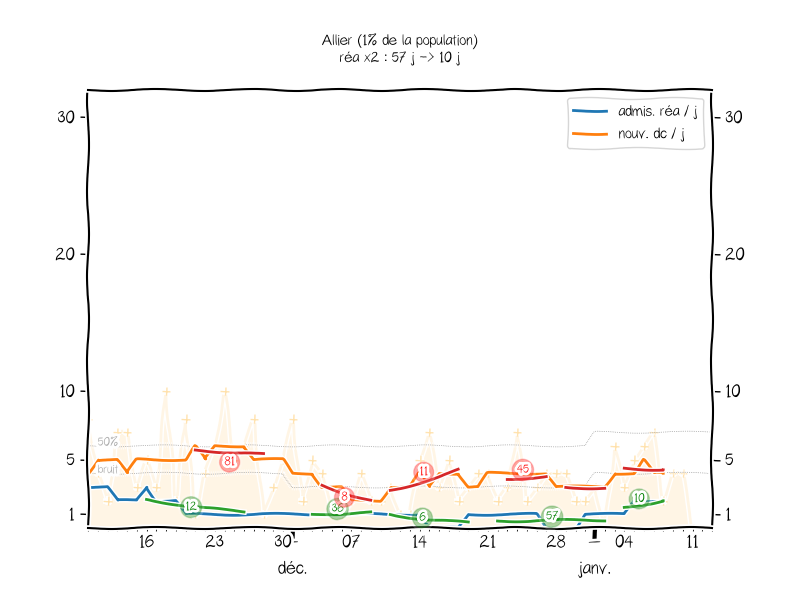 Allier (1% de la population)
réa x2 : 57 j -> 10 j
admis. réa / j
nouv. dc / j
30 30
20 20
10 10
50%
5 5
bruit
1 1
81
12
8
36
11
6
45
57
10
16 23 30 07 14 21 28 04 11
déc. janv.